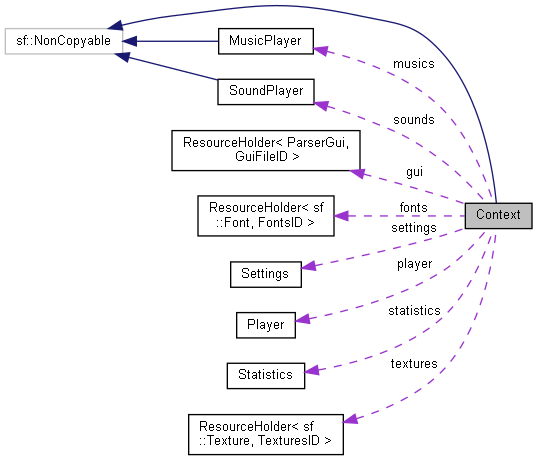 sf::NonCopyable
MusicPlayer
musics
SoundPlayer
sounds
ResourceHolder< ParserGui,
GuiFileID >
gui
ResourceHolder< sf
::Font, FontsID >
fonts
Context
settings
Settings
player
Player
statistics
Statistics
textures
ResourceHolder< sf
::Texture, TexturesID >